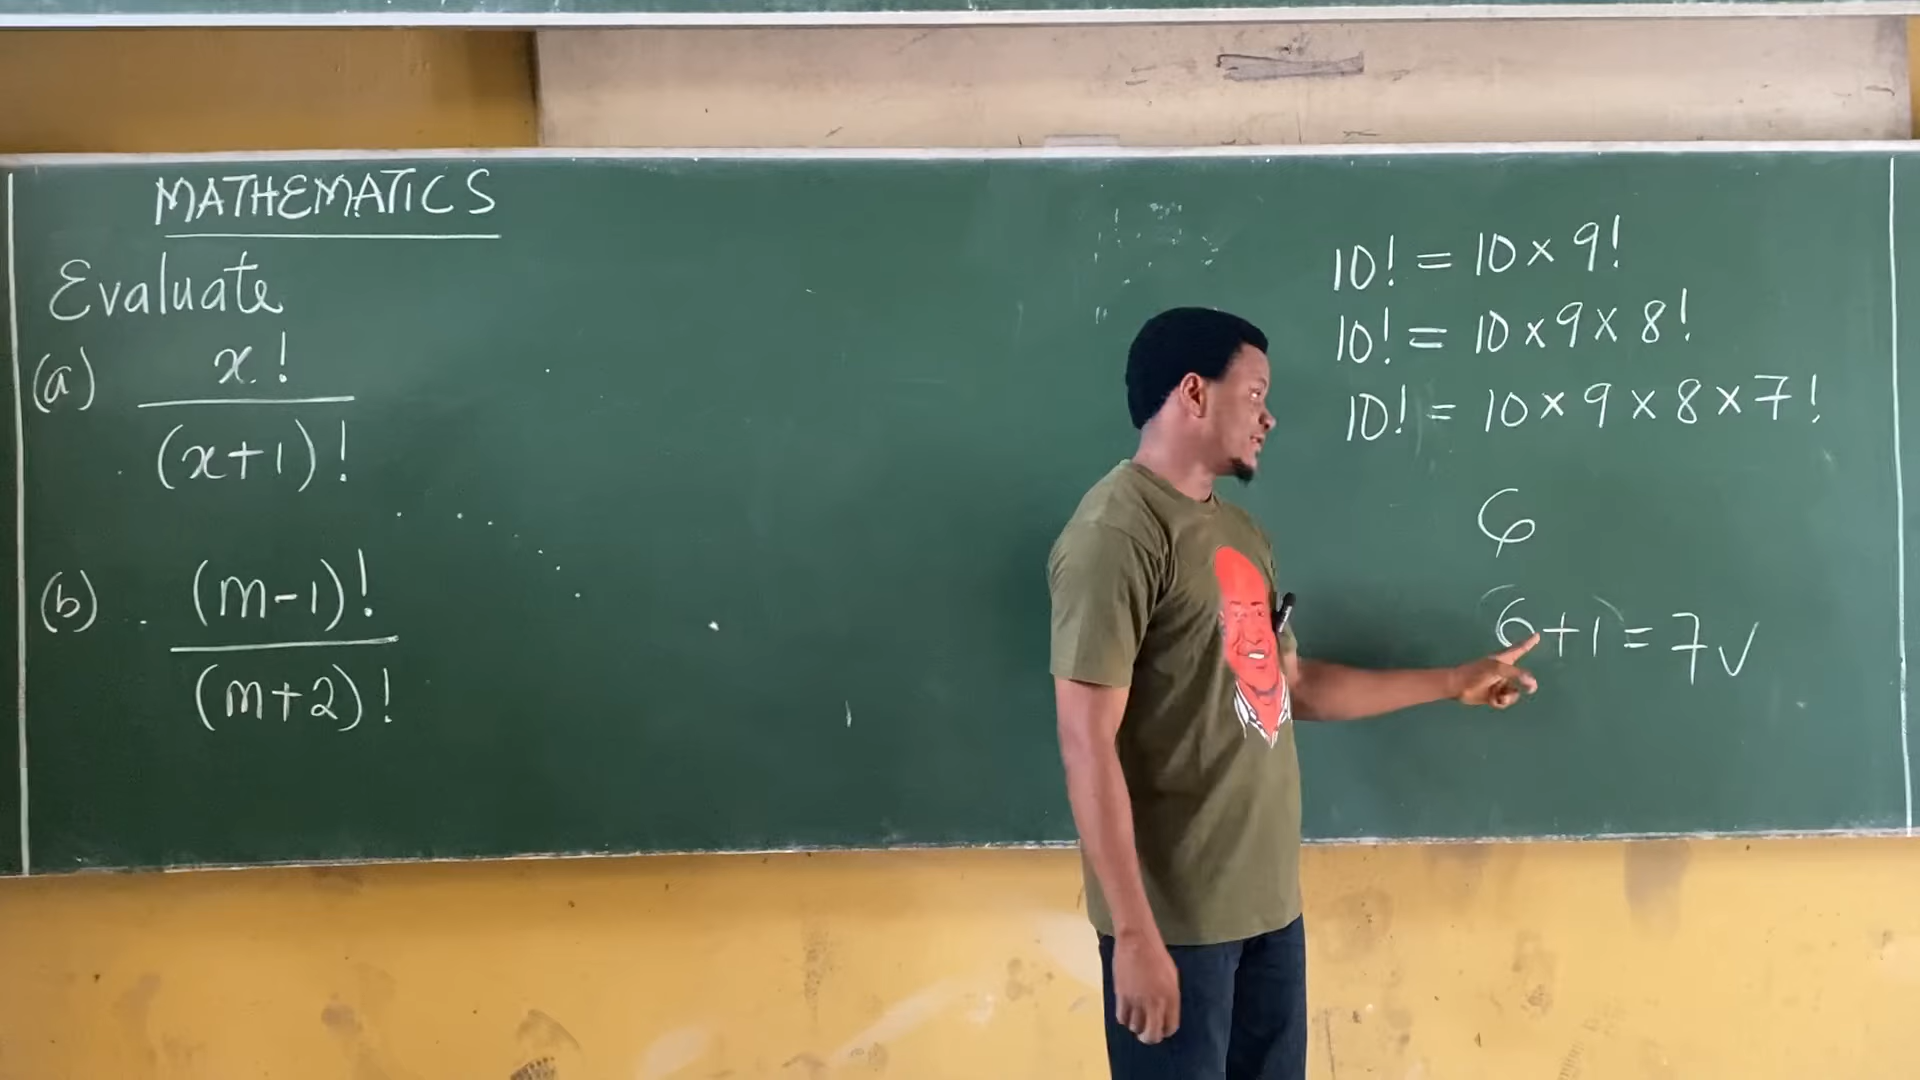 MATHEMATICS
Evaluate
(a) x!
(x+1)!
(b) (m-1)!
(m+2)!
10! = 10 × 9!
10! = 10 × 9 × 8!
10! = 10 × 9 × 8 × 7!
6
6+1 = 7 ✓